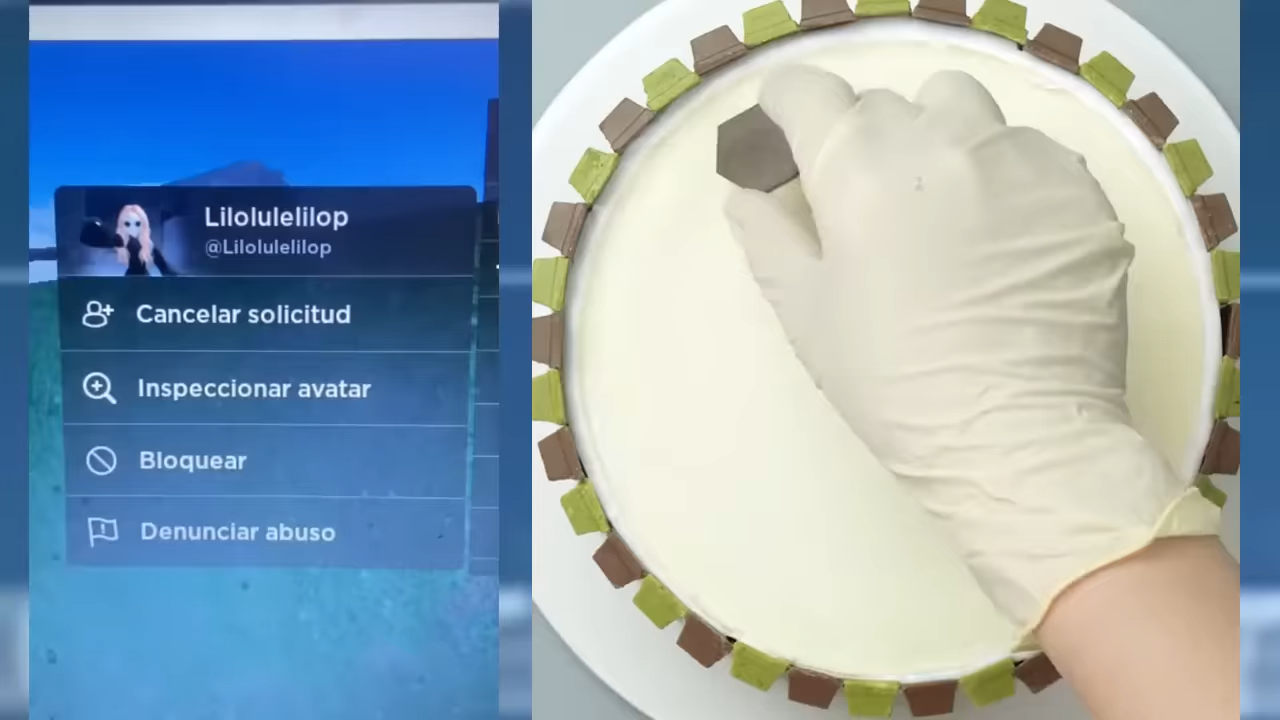 Lilolulelilop
@Lilolulelilop
Cancelar solicitud
Inspeccionar avatar
Bloquear
Denunciar abuso